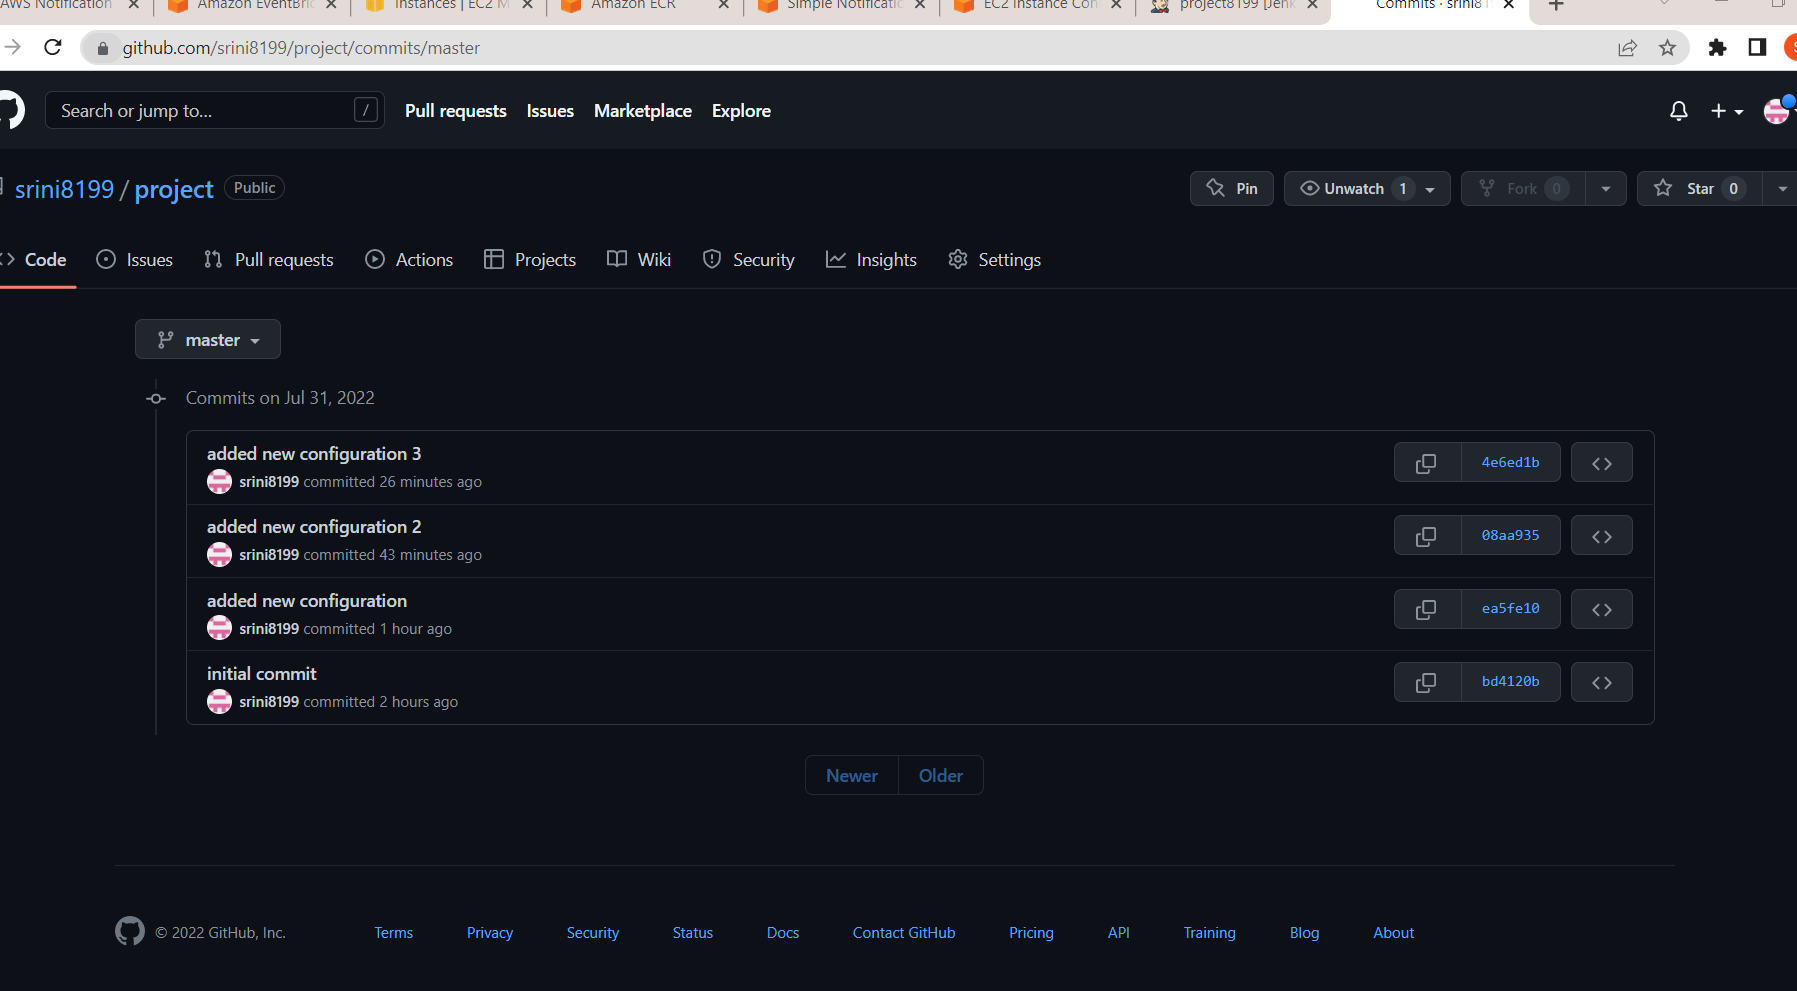 AWS Notification Amazon EventBri Instances | EC2 M Amazon ECR Simple Notificati EC2 Instance Con project8199 [Jenk Commits · srini81
github.com/srini8199/project/commits/master
Search or jump to... / Pull requests Issues Marketplace Explore
srini8199 / project Public Pin Unwatch 1 Fork 0 Star 0
Code Issues Pull requests Actions Projects Wiki Security Insights Settings
master
Commits on Jul 31, 2022
added new configuration 3
srini8199 committed 26 minutes ago
4e6ed1b
added new configuration 2
srini8199 committed 43 minutes ago
08aa935
added new configuration
srini8199 committed 1 hour ago
ea5fe10
initial commit
srini8199 committed 2 hours ago
bd4120b
Newer Older
© 2022 GitHub, Inc. Terms Privacy Security Status Docs Contact GitHub Pricing API Training Blog About